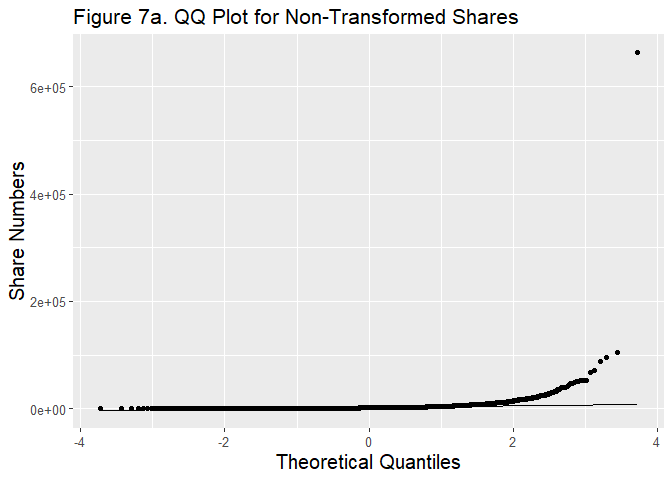 Figure 7a. QQ Plot for Non-Transformed Shares
6e+05
4e+05
2e+05
0e+00
Share Numbers
-4
-2
0
2
4
Theoretical Quantiles